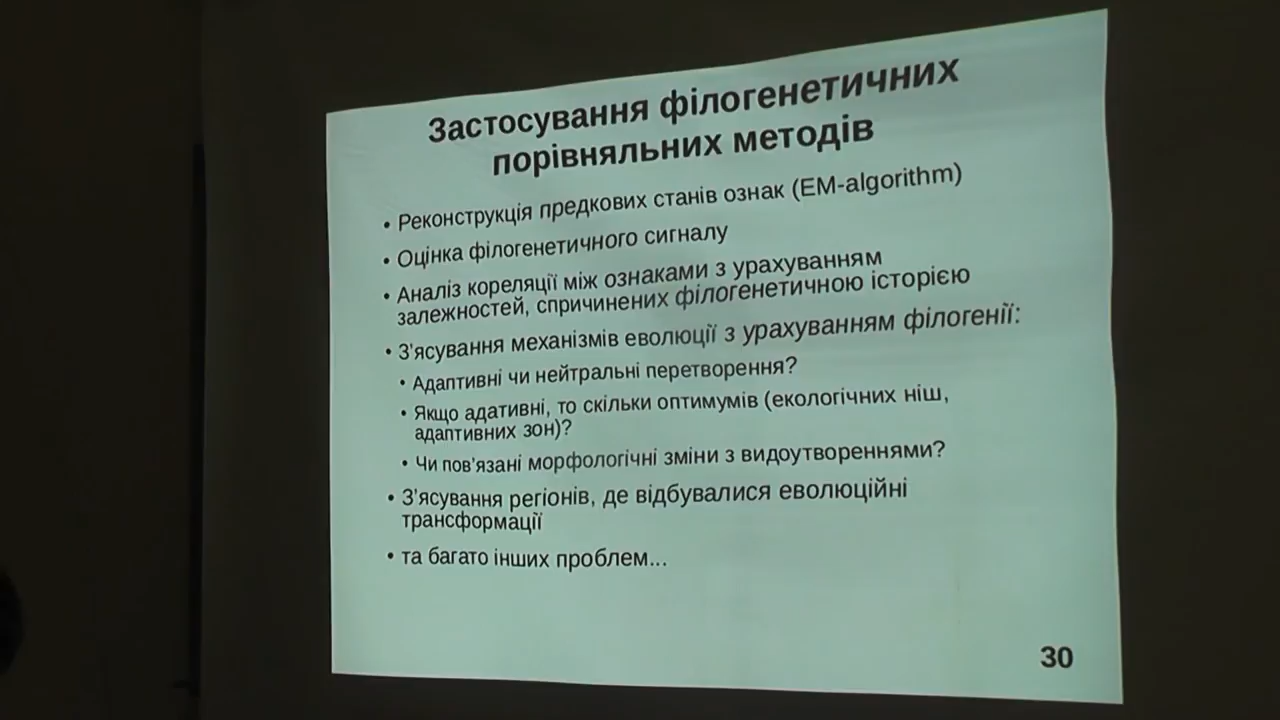 Застосування філогенетичних
порівняльних методів
• Реконструкція предкових станів ознак (EM-algorithm)
• Оцінка філогенетичного сигналу
• Аналіз кореляції між ознаками з урахуванням
залежностей, спричинених філогенетичною історією
• З'ясування механізмів еволюції з урахуванням філогенії:
• Адаптивні чи нейтральні перетворення?
• Якщо адативні, то скільки оптимумів (екологічних ніш,
адаптивних зон)?
• Чи пов'язані морфологічні зміни з видоутвореннями?
• З'ясування регіонів, де відбувалися еволюційні
трансформації
• та багато інших проблем...
30